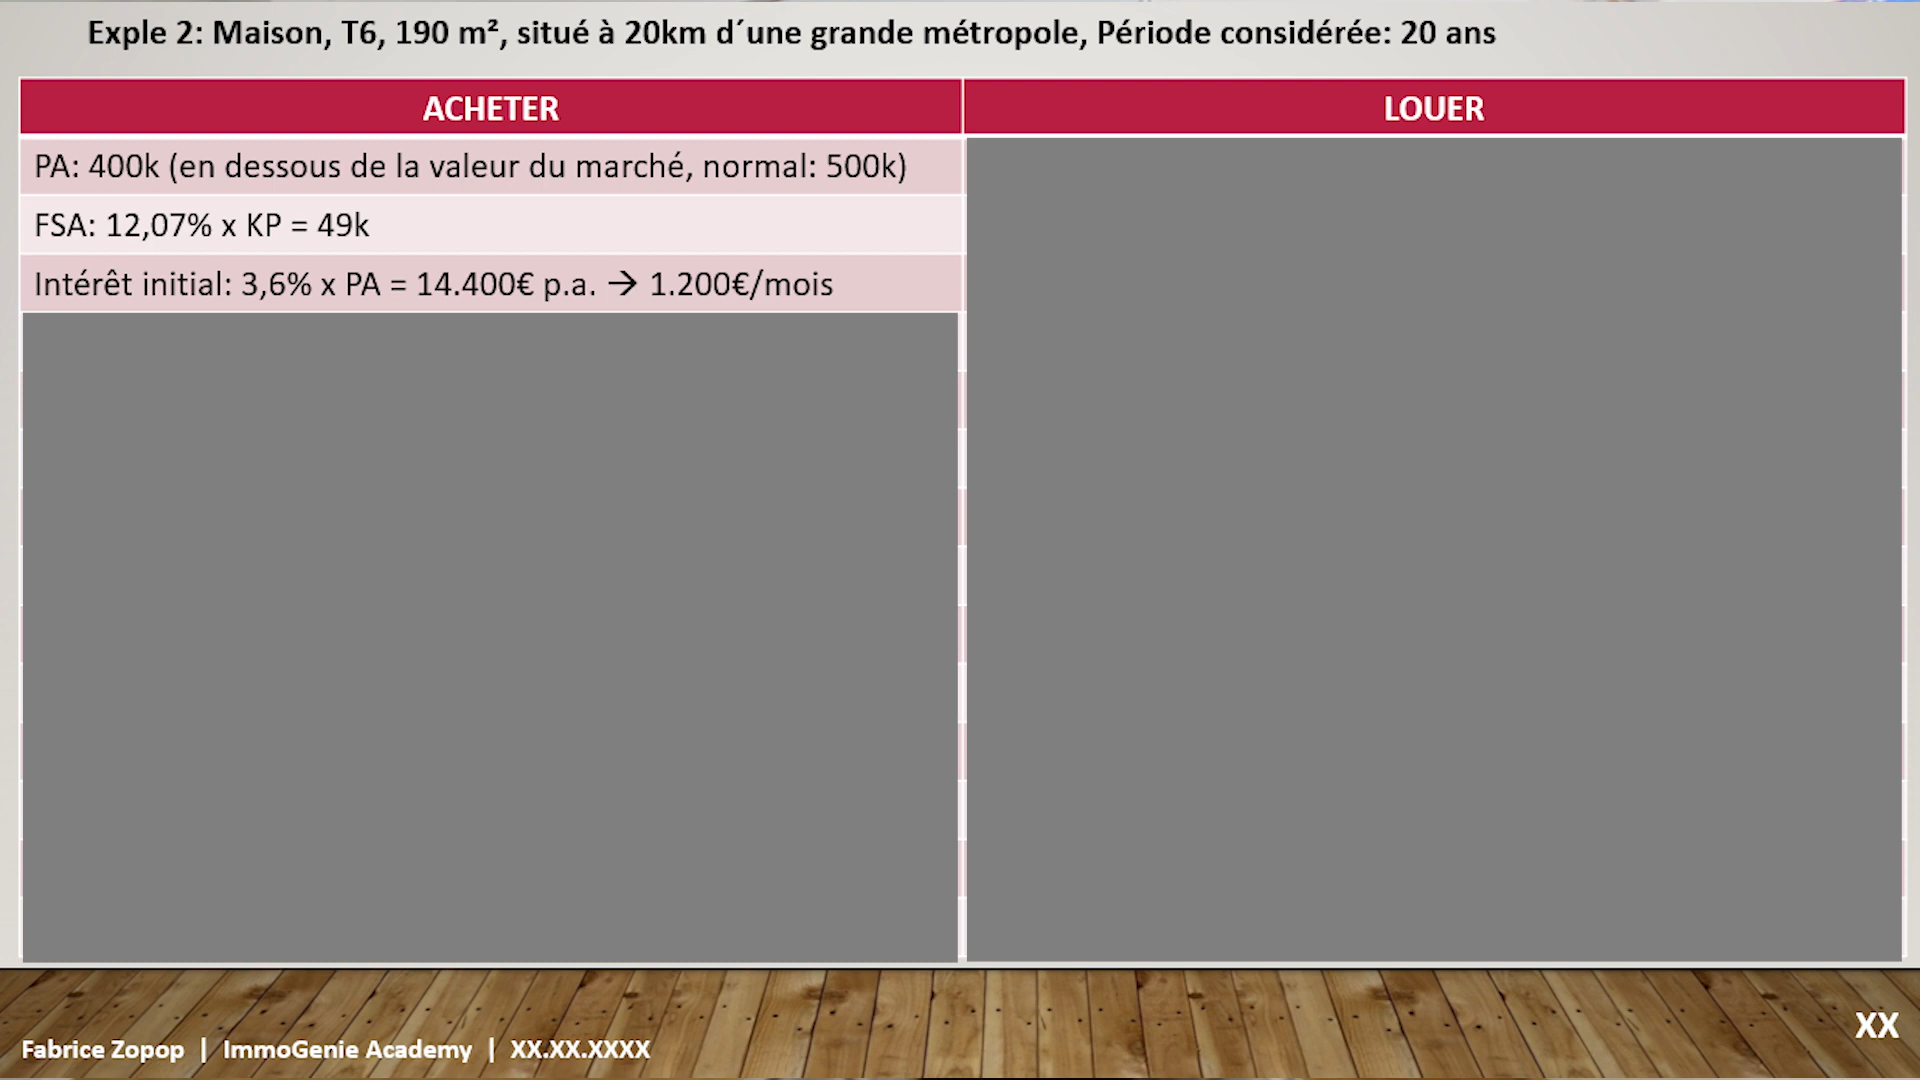 Exple 2: Maison, T6, 190 m², situé à 20km d´une grande métropole, Période considérée: 20 ans
ACHETER
LOUER
PA: 400k (en dessous de la valeur du marché, normal: 500k)
FSA: 12,07% x KP = 49k
Intérêt initial: 3,6% x PA = 14.400€ p.a. → 1.200€/mois
Fabrice Zopop | ImmoGenie Academy | XX.XX.XXXX
XX